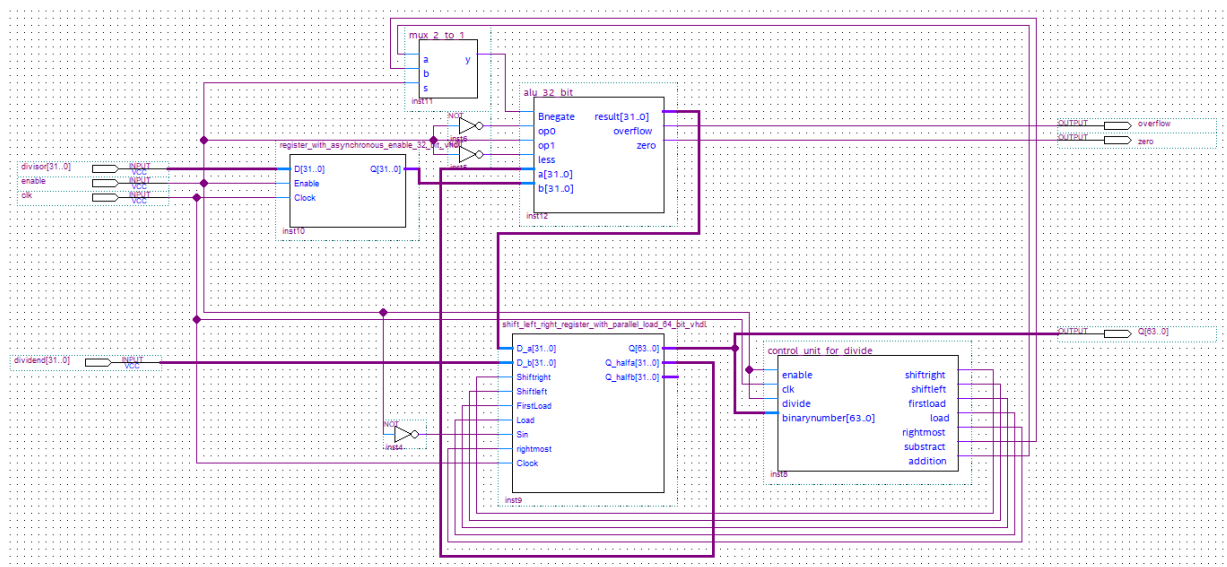 mux_2_to_1
a
y
b
s
inst11
alu_32_bit
Bnegate
result[31..0]
op0
overflow
op1
zero
less
a[31..0]
b[31..0]
inst12
NOT
inst6
NOT
inst5
register_with_asynchronous_enable_32_bit_vhdl
D[31..0]
Q[31..0]
Enable
Clock
inst10
divisor[31..0]
INPUT
VCC
enable
INPUT
VCC
clk
INPUT
VCC
OUTPUT
overflow
OUTPUT
zero
shift_left_right_register_with_parallel_load_64_bit_vhdl
D_a[31..0]
Q[63..0]
D_b[31..0]
Q_halfa[31..0]
Shiftright
Q_halfb[31..0]
Shiftleft
FirstLoad
Load
Sin
rightmost
Clock
inst9
dividend[31..0]
INPUT
VCC
NOT
inst4
OUTPUT
Q[63..0]
control_unit_for_divide
enable
shiftright
clk
shiftleft
divide
firstload
binarynumber[63..0]
load
rightmost
substract
addition
inst8